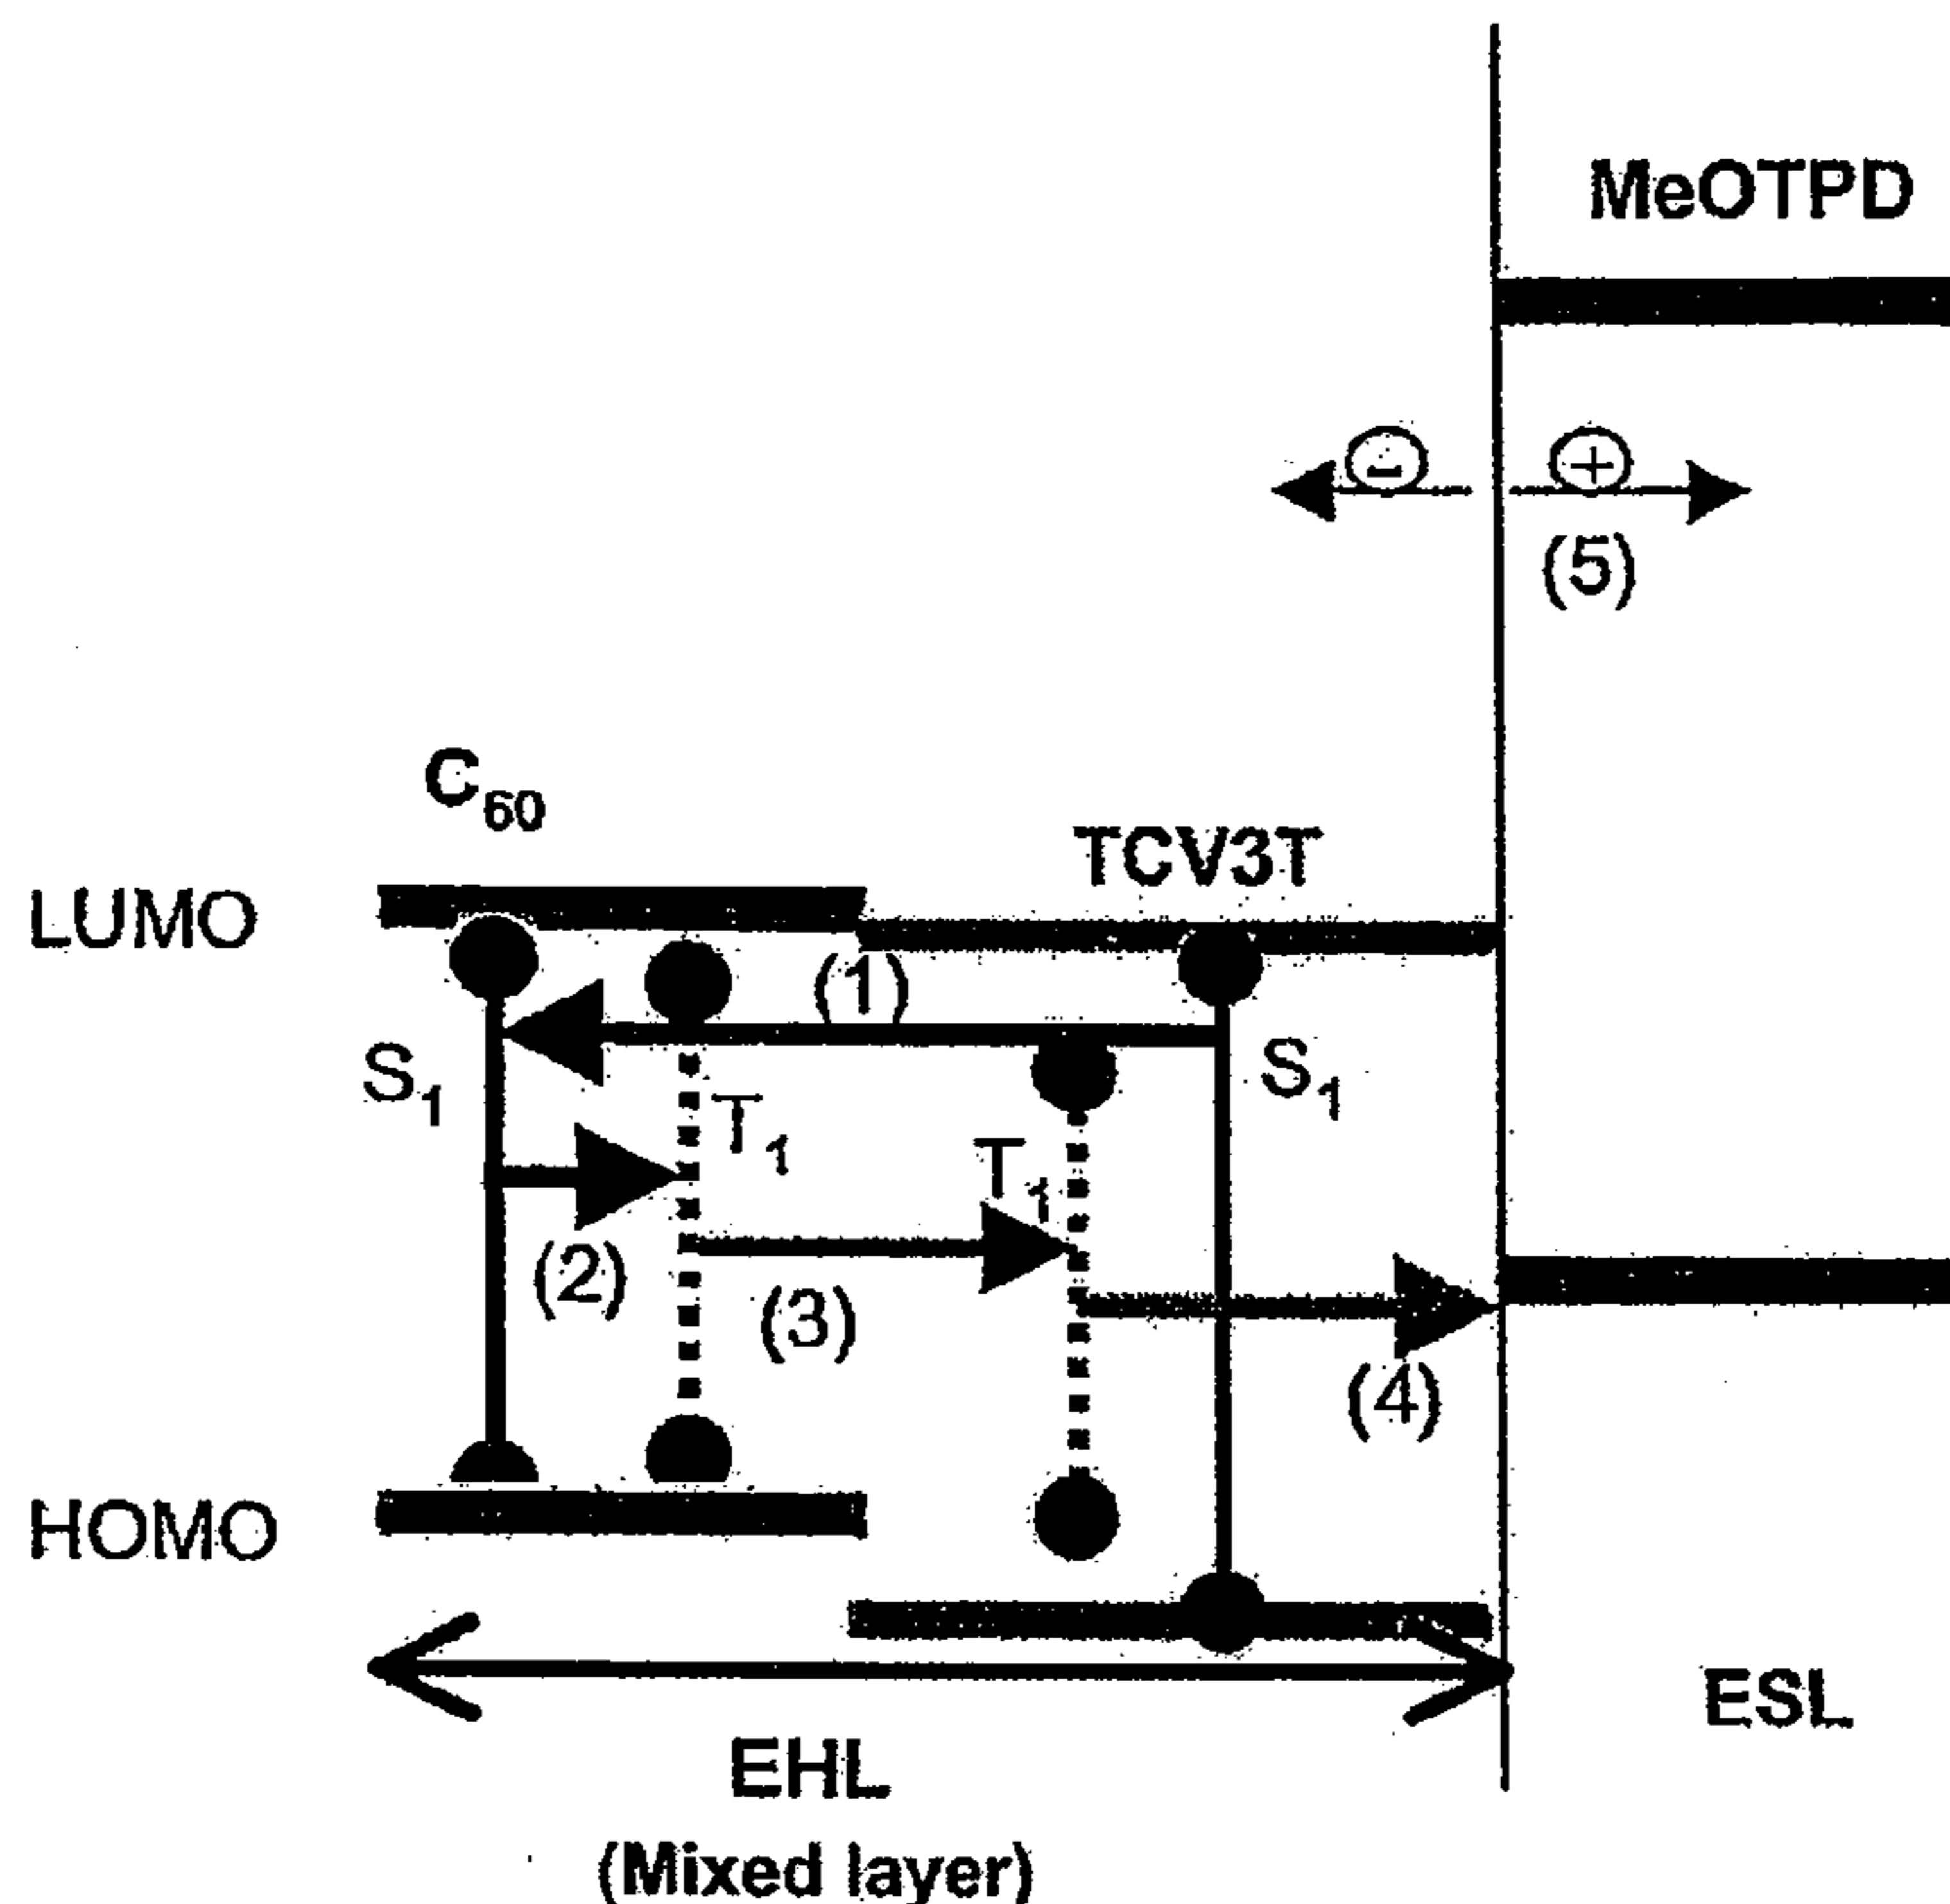 MeOTPD
⊖ ⊕
(5)
C₆₀
TCV3T
LUMO
(1)
S₁ S₁
T₁
T₁
(2)
(3)
(4)
HOMO
ESL
EHL
(Mixed layer)